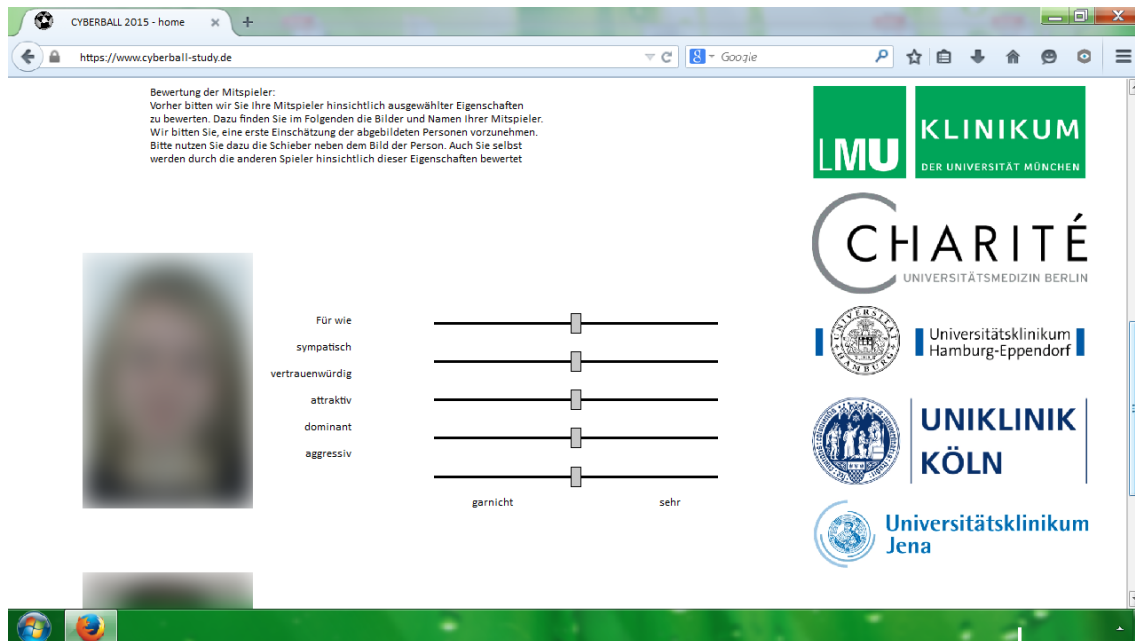 CYBERBALL 2015 - home
https://www.cyberball-study.de
Google
Bewertung der Mitspieler:
Vorher bitten wir Sie Ihre Mitspieler hinsichtlich ausgewählter Eigenschaften
zu bewerten. Dazu finden Sie im Folgenden die Bilder und Namen Ihrer Mitspieler.
Wir bitten Sie, eine erste Einschätzung der abgebildeten Personen vorzunehmen.
Bitte nutzen Sie dazu die Schieber neben dem Bild der Person. Auch Sie selbst
werden durch die anderen Spieler hinsichtlich dieser Eigenschaften bewertet
Für wie
sympatisch
vertrauenwürdig
attraktiv
dominant
aggressiv
garnicht sehr
LMU KLINIKUM
DER UNIVERSITÄT MÜNCHEN
CHARITÉ
UNIVERSITÄTSMEDIZIN BERLIN
UNIVERSITÄT HAMBURG
Universitätsklinikum
Hamburg-Eppendorf
UNIKLINIK
KÖLN
Universitätsklinikum
Jena